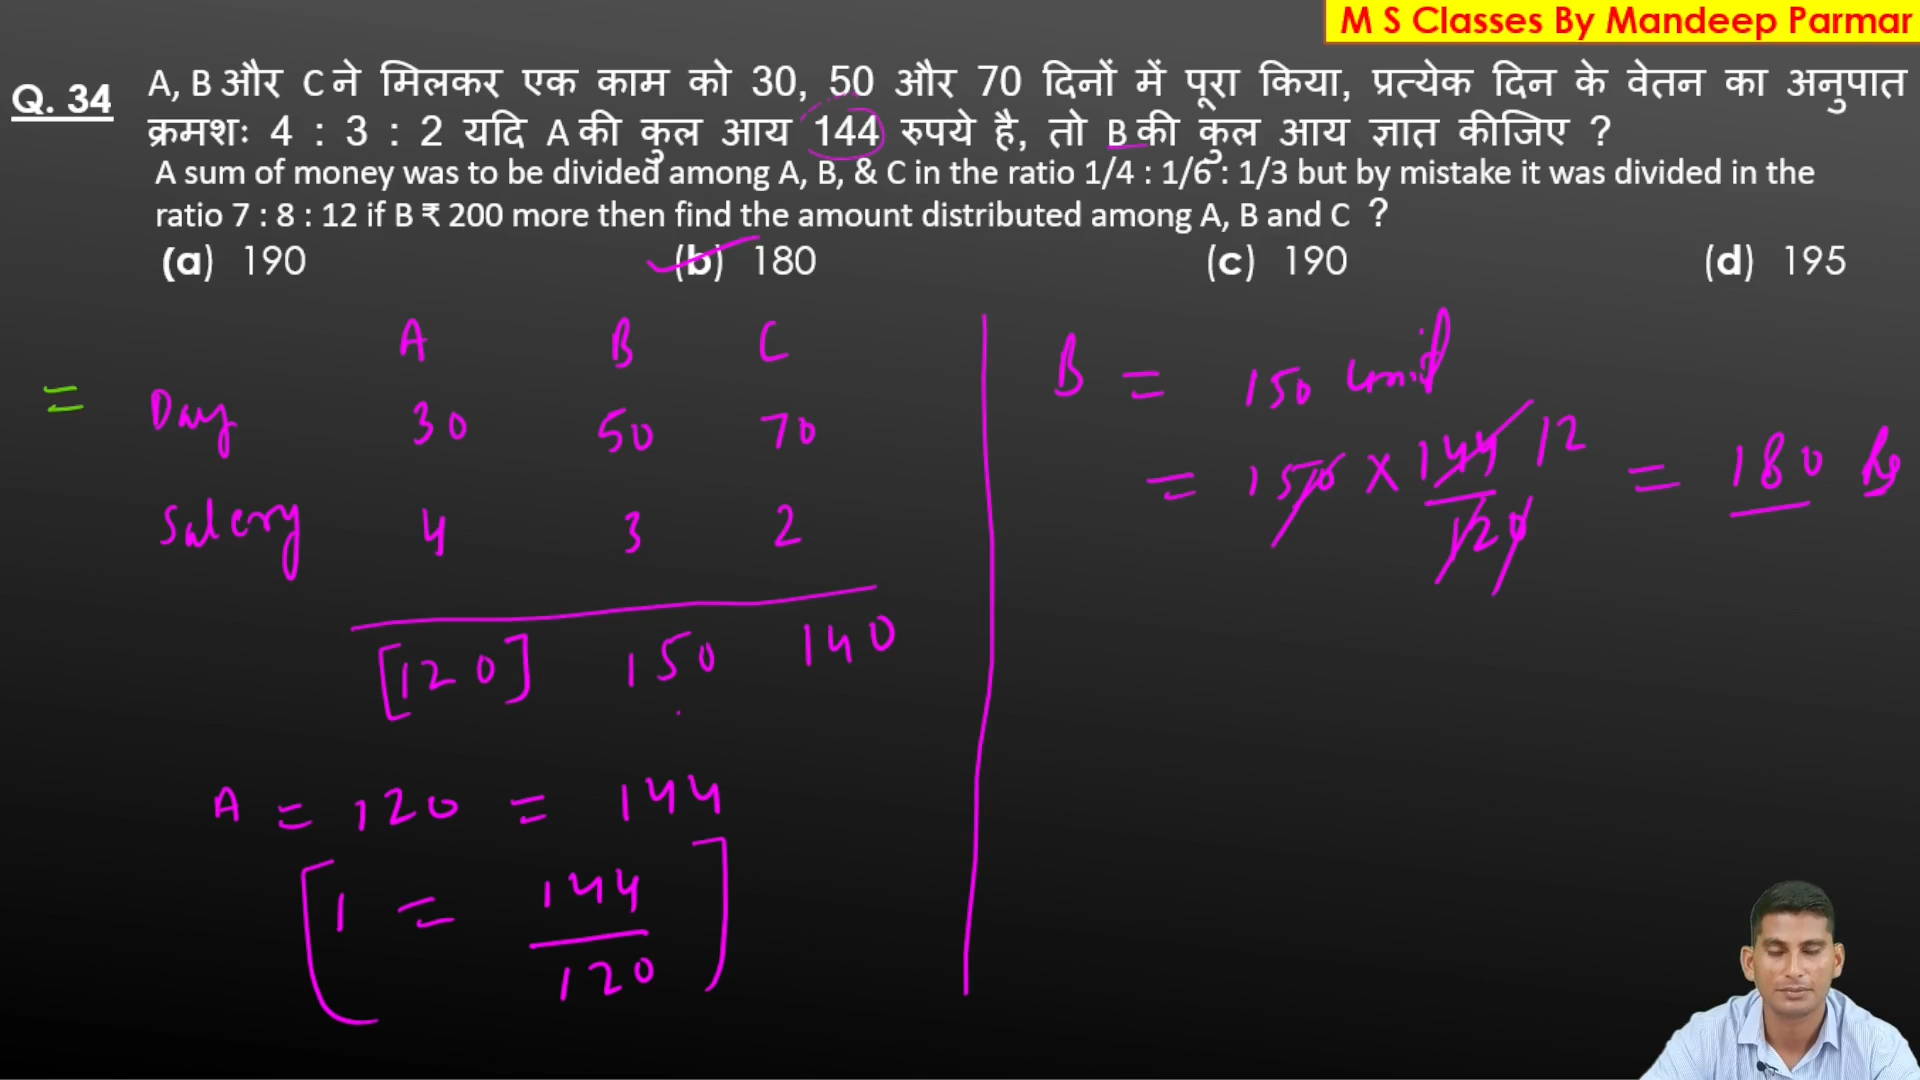 M S Classes By Mandeep Parmar
Q. 34
A, B और C ने मिलकर एक काम को 30, 50 और 70 दिनों में पूरा किया, प्रत्येक दिन के वेतन का अनुपात
क्रमशः 4 : 3 : 2 यदि A की कुल आय 144 रुपये है, तो B की कुल आय ज्ञात कीजिए ?
A sum of money was to be divided among A, B, & C in the ratio 1/4 : 1/6 : 1/3 but by mistake it was divided in the
ratio 7 : 8 : 12 if B ₹ 200 more then find the amount distributed among A, B and C ?
(a) 190 (b) 180 (c) 190 (d) 195
A B C
= Day 30 50 70
Salery 4 3 2
[120] 150 140
A = 120 = 144
[1 = 144/120]
B = 150 unit
= 150 × 144/120 12 = 180 Rs